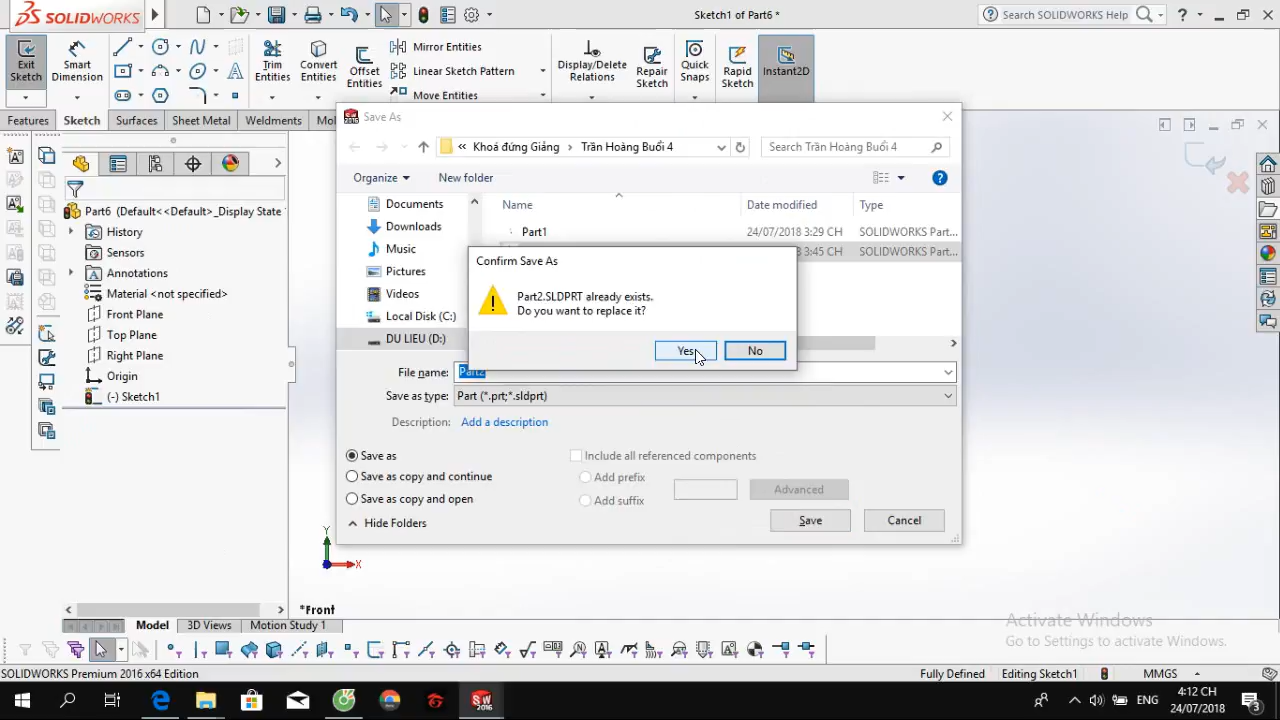 SOLIDWORKS
Sketch1 of Part6 *
Search SOLIDWORKS Help
Exit Sketch
Smart Dimension
Trim Entities
Convert Entities
Offset Entities
Mirror Entities
Linear Sketch Pattern
Move Entities
Display/Delete Relations
Repair Sketch
Quick Snaps
Rapid Sketch
Instant2D
Features
Sketch
Surfaces
Sheet Metal
Weldments
Mol
Save As
« Khoá đứng Giảng > Trần Hoàng Buổi 4
Search Trần Hoàng Buổi 4
Organize
New folder
Documents
Downloads
Music
Pictures
Videos
Local Disk (C:)
DU LIEU (D:)
Name
Date modified
Type
Part1
24/07/2018 3:29 CH
SOLIDWORKS Part...
3:45 CH
SOLIDWORKS Part...
Confirm Save As
Part2.SLDPRT already exists.
Do you want to replace it?
Yes
No
File name:
Part2
Save as type:
Part (*.prt;*.sldprt)
Description:
Add a description
Save as
Save as copy and continue
Save as copy and open
Include all referenced components
Add prefix
Add suffix
Advanced
Hide Folders
Save
Cancel
Part6 (Default<<Default>_Display State
History
Sensors
Annotations
Material <not specified>
Front Plane
Top Plane
Right Plane
Origin
(-) Sketch1
Y
X
*Front
Model
3D Views
Motion Study 1
Activate Windows
Go to Settings to activate Windows.
SOLIDWORKS Premium 2016 x64 Edition
Fully Defined
Editing Sketch1
MMGS
SW
2016
ENG
4:12 CH
24/07/2018
3